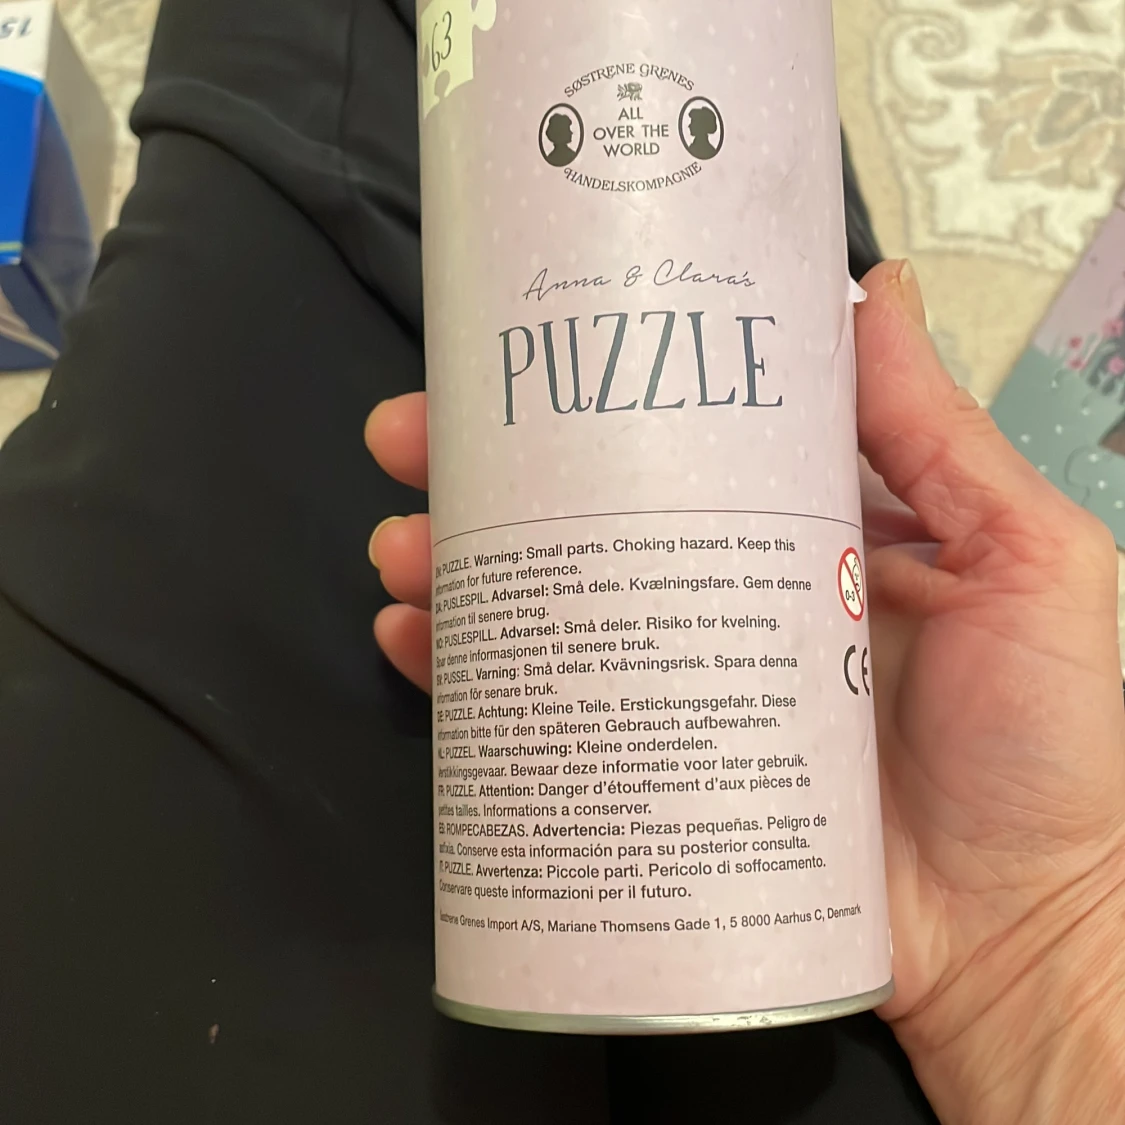 15
63
SØSTRENE GRENES
ALL
OVER THE
WORLD
HANDELSKOMPAGNIE
Anna & Clara's
PUZZLE
PUZZLE. Warning: Small parts. Choking hazard. Keep this
information for future reference.
DA: PUSLESPIL. Advarsel: Små dele. Kvælningsfare. Gem denne
information til senere brug.
NO: PUSLESPILL. Advarsel: Små deler. Risiko for kvelning.
Spar denne informasjonen til senere bruk.
PUSSEL. Varning: Små delar. Kvävningsrisk. Spara denna
information för senare bruk.
DE: PUZZLE. Achtung: Kleine Teile. Erstickungsgefahr. Diese
information bitte für den späteren Gebrauch aufbewahren.
NL: PUZZEL. Waarschuwing: Kleine onderdelen.
Verstikkingsgevaar. Bewaar deze informatie voor later gebruik.
FR: PUZZLE. Attention: Danger d'étouffement d'aux pièces de
petites tailles. Informations a conserver.
ES: ROMPECABEZAS. Advertencia: Piezas pequeñas. Peligro de
asfixia. Conserve esta información para su posterior consulta.
PUZZLE. Avvertenza: Piccole parti. Pericolo di soffocamento.
Conservare queste informazioni per il futuro.
Søstrene Grenes Import A/S, Mariane Thomsens Gade 1, 5 8000 Aarhus C, Denmark
0-3
CE